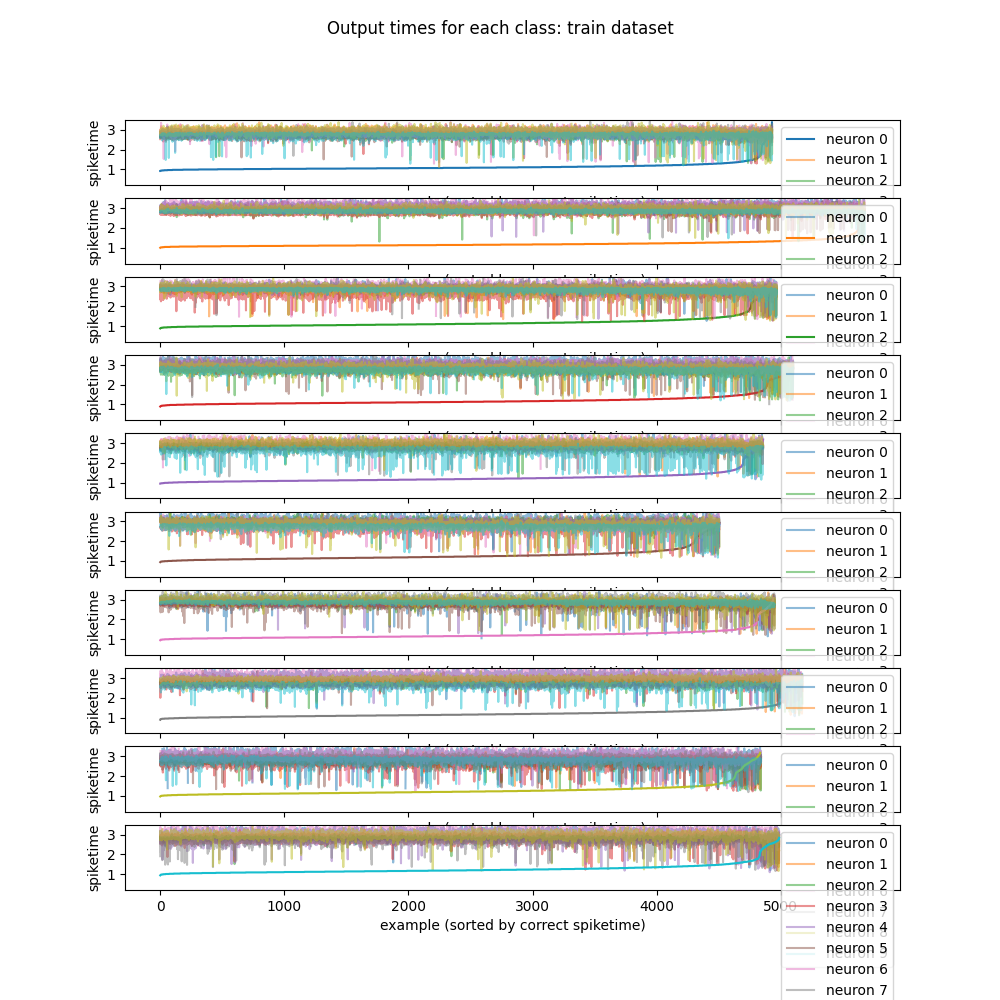 Output times for each class: train dataset
spiketime
3
2
1
neuron 0
neuron 1
neuron 2
spiketime
3
2
1
neuron 0
neuron 1
neuron 2
spiketime
3
2
1
neuron 0
neuron 1
neuron 2
spiketime
3
2
1
neuron 0
neuron 1
neuron 2
spiketime
3
2
1
neuron 0
neuron 1
neuron 2
spiketime
3
2
1
neuron 0
neuron 1
neuron 2
spiketime
3
2
1
neuron 0
neuron 1
neuron 2
spiketime
3
2
1
neuron 0
neuron 1
neuron 2
spiketime
3
2
1
neuron 0
neuron 1
neuron 2
spiketime
3
2
1
neuron 0
neuron 1
neuron 2
neuron 3
neuron 4
neuron 5
neuron 6
neuron 7
0 1000 2000 3000 4000 5000
example (sorted by correct spiketime)